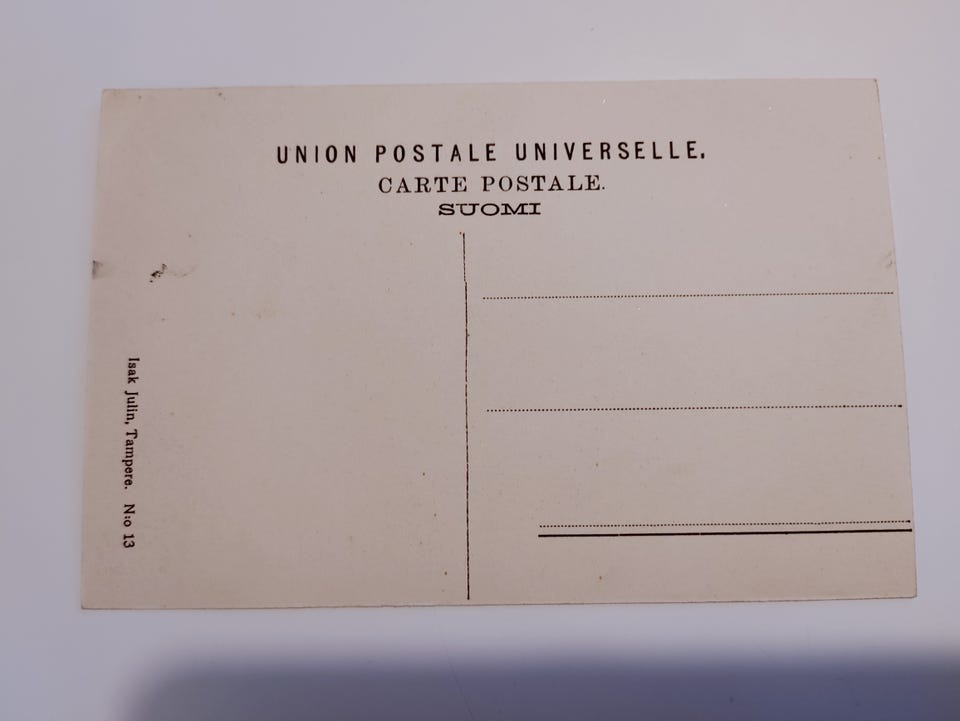 UNION POSTALE UNIVERSELLE.
CARTE POSTALE.
SUOMI
Isak Julin, Tampere. N:o 13